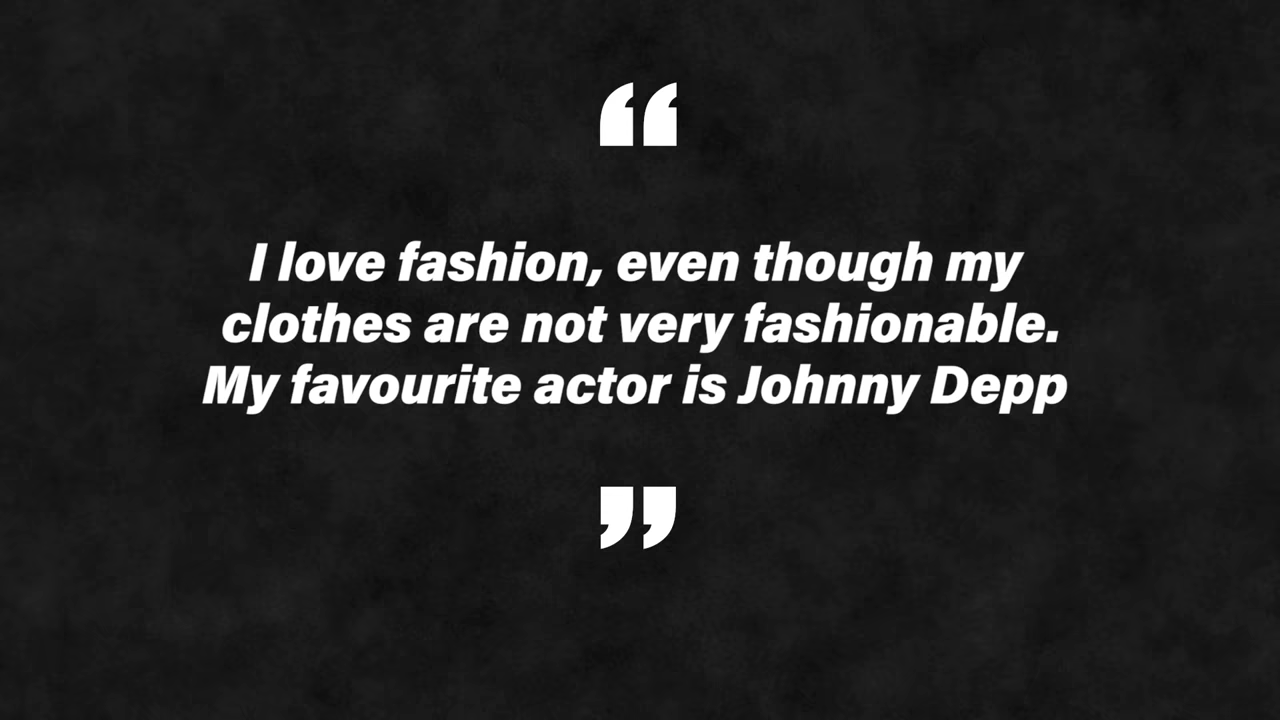 “
I love fashion, even though my
clothes are not very fashionable.
My favourite actor is Johnny Depp
”